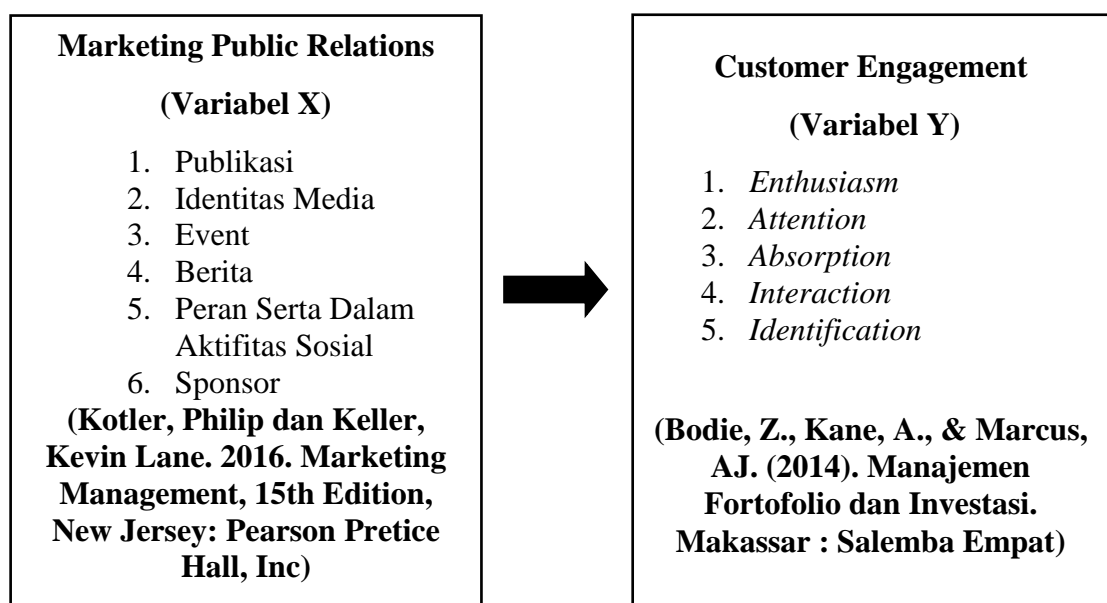 Marketing Public Relations
(Variabel X)
1. Publikasi
2. Identitas Media
3. Event
4. Berita
5. Peran Serta Dalam
Aktifitas Sosial
6. Sponsor
(Kotler, Philip dan Keller,
Kevin Lane. 2016. Marketing
Management, 15th Edition,
New Jersey: Pearson Pretice
Hall, Inc)
Customer Engagement
(Variabel Y)
1. Enthusiasm
2. Attention
3. Absorption
4. Interaction
5. Identification
(Bodie, Z., Kane, A., & Marcus,
AJ. (2014). Manajemen
Fortofolio dan Investasi.
Makassar : Salemba Empat)